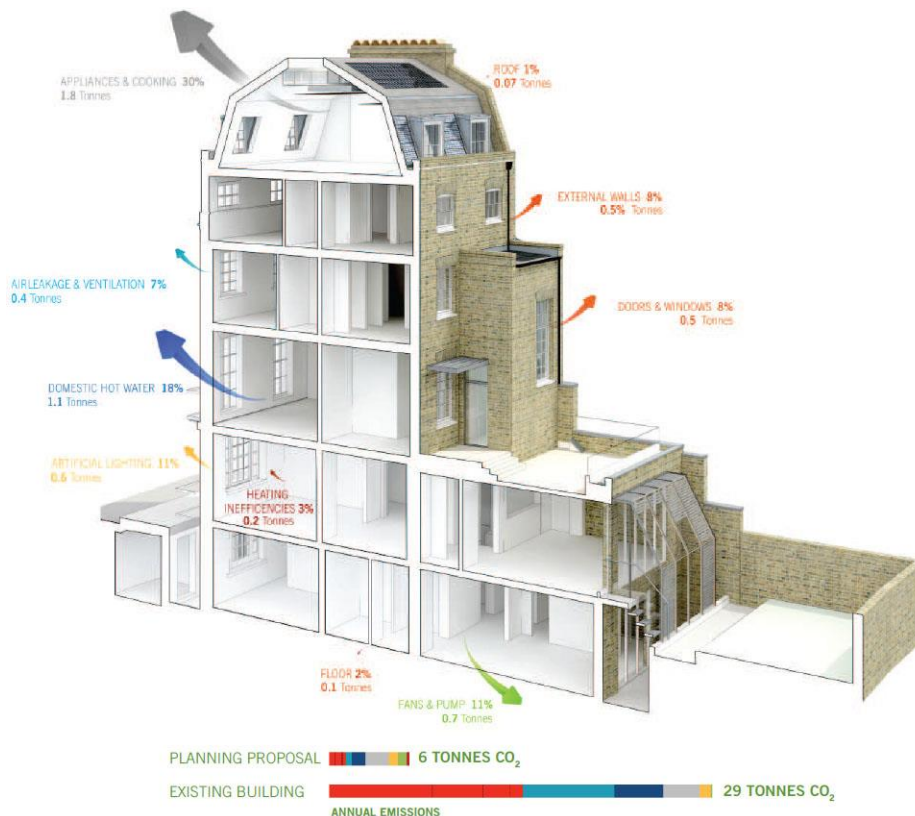 APPLIANCES & COOKING 30%
1.8 Tonnes
ROOF 1%
0.07 Tonnes
EXTERNAL WALLS 8%
0.5% Tonnes
AIRLEAKAGE & VENTILATION 7%
0.4 Tonnes
DOORS & WINDOWS 8%
0.5 Tonnes
DOMESTIC HOT WATER 18%
1.1 Tonnes
ARTIFICIAL LIGHTING 11%
0.6 Tonnes
HEATING
INEFFICENCIES 3%
0.2 Tonnes
FLOOR 2%
0.1 Tonnes
FANS & PUMP 11%
0.7 Tonnes
PLANNING PROPOSAL 6 TONNES CO₂
EXISTING BUILDING 29 TONNES CO₂
ANNUAL EMISSIONS